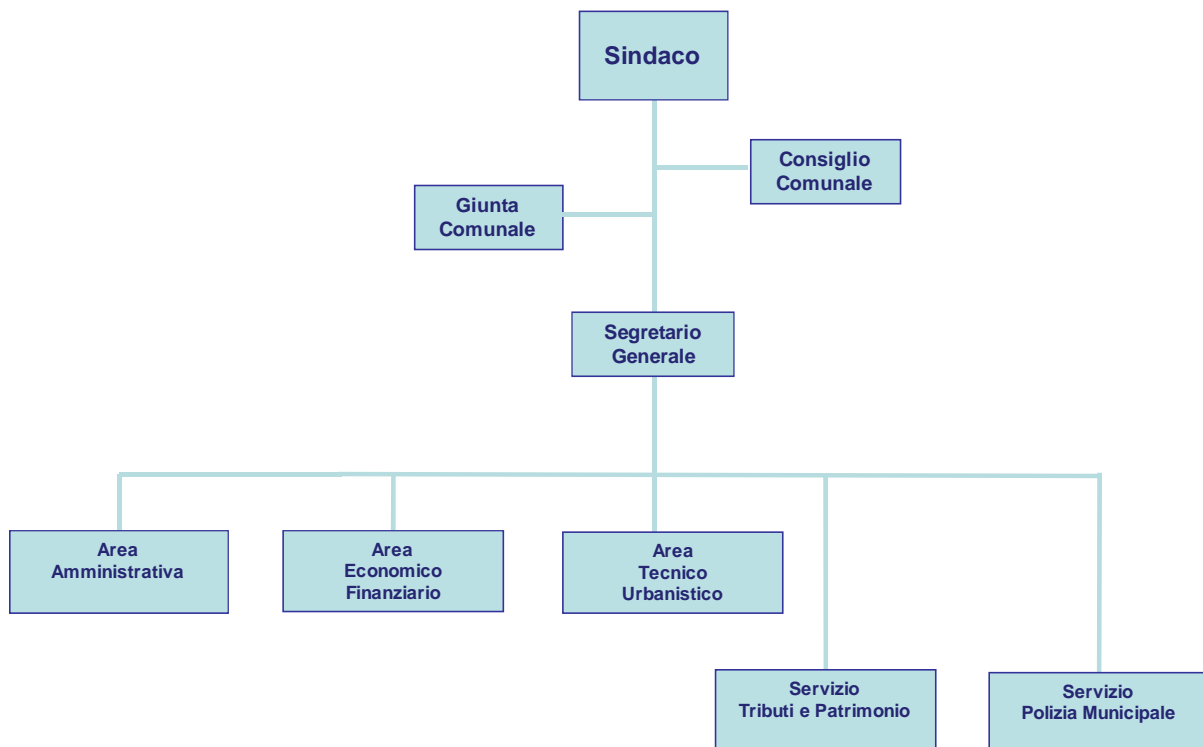 Sindaco
Consiglio
Comunale
Giunta
Comunale
Segretario
Generale
Area
Amministrativa
Area
Economico
Finanziario
Area
Tecnico
Urbanistico
Servizio
Tributi e Patrimonio
Servizio
Polizia Municipale